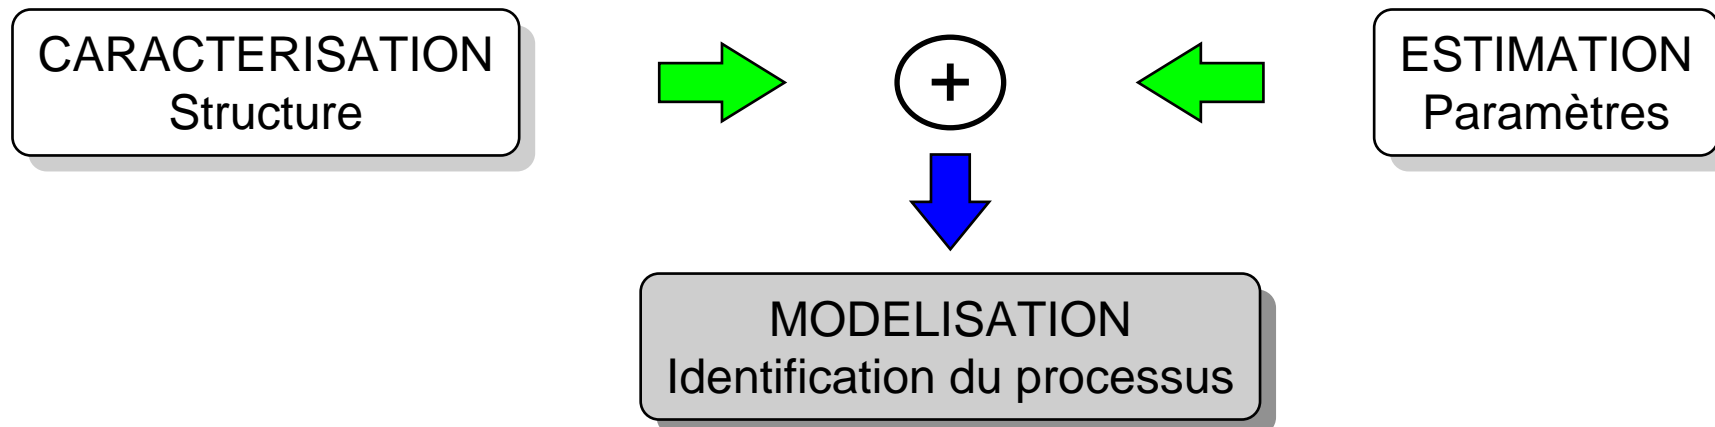 CARACTERISATION
Structure
+
ESTIMATION
Paramètres
MODELISATION
Identification du processus